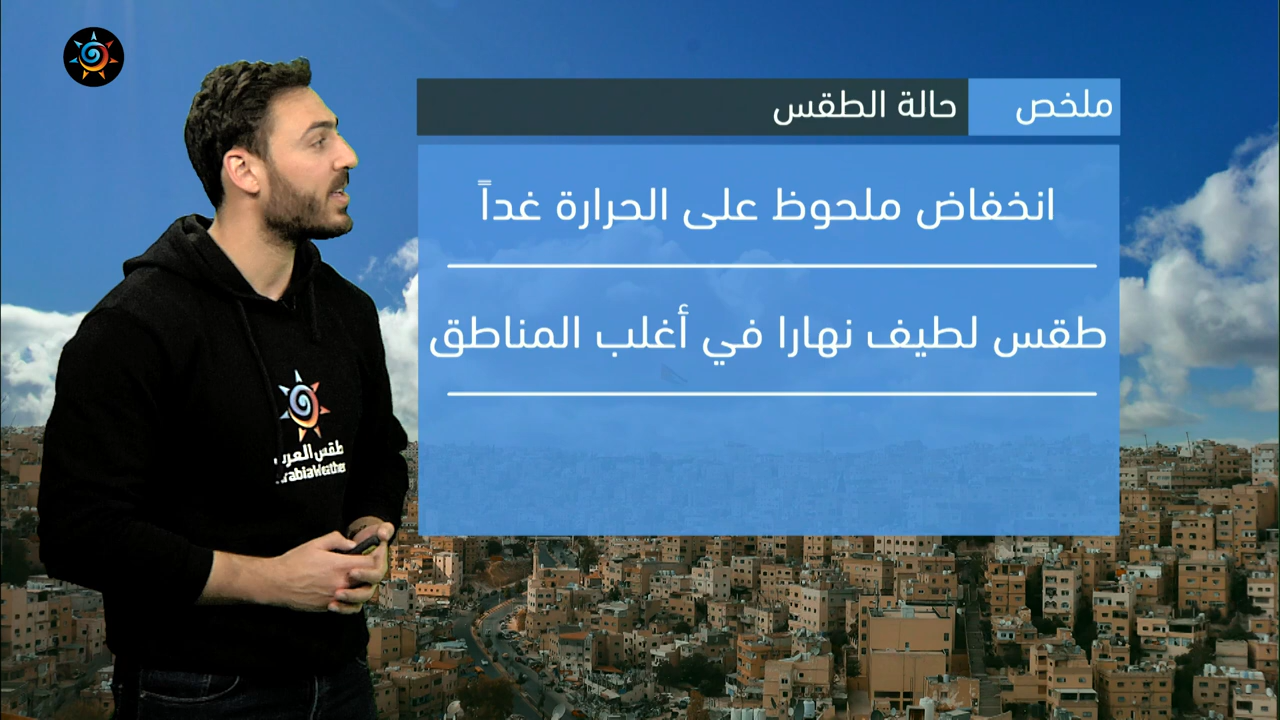 ملخص حالة الطقس
انخفاض ملحوظ على الحرارة غداً
طقس لطيف نهارا في أغلب المناطق
طقس العرب
ArabiaWeather